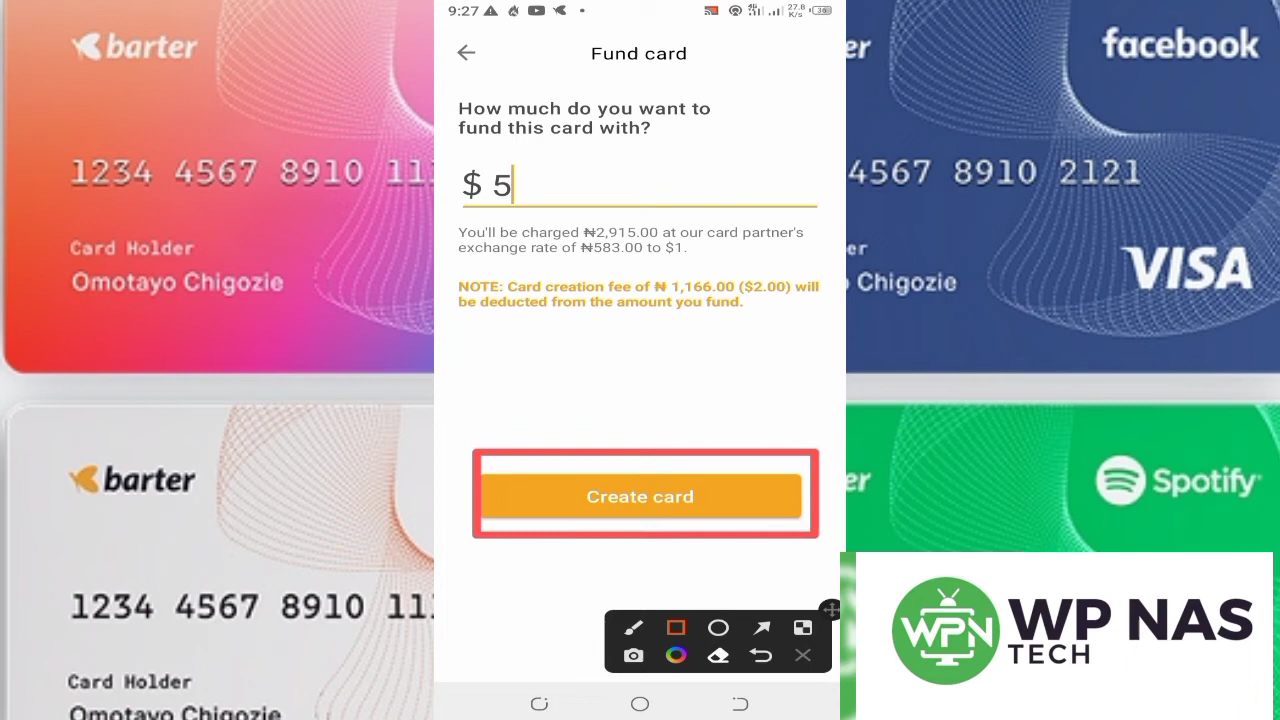 barter
1234 4567 8910 11
Card Holder
Omotayo Chigozie
barter
1234 4567 8910 11
Card Holder
Omotayo Chigozie
9:27
4G
27.8
K/s
36
Fund card
How much do you want to
fund this card with?
$ 5
You'll be charged ₦2,915.00 at our card partner's
exchange rate of ₦583.00 to $1.
NOTE: Card creation fee of ₦ 1,166.00 ($2.00) will
be deducted from the amount you fund.
Create card
er
facebook
4567 8910 2121
er
Chigozie
VISA
er
Spotify
WPN
WP NAS
TECH